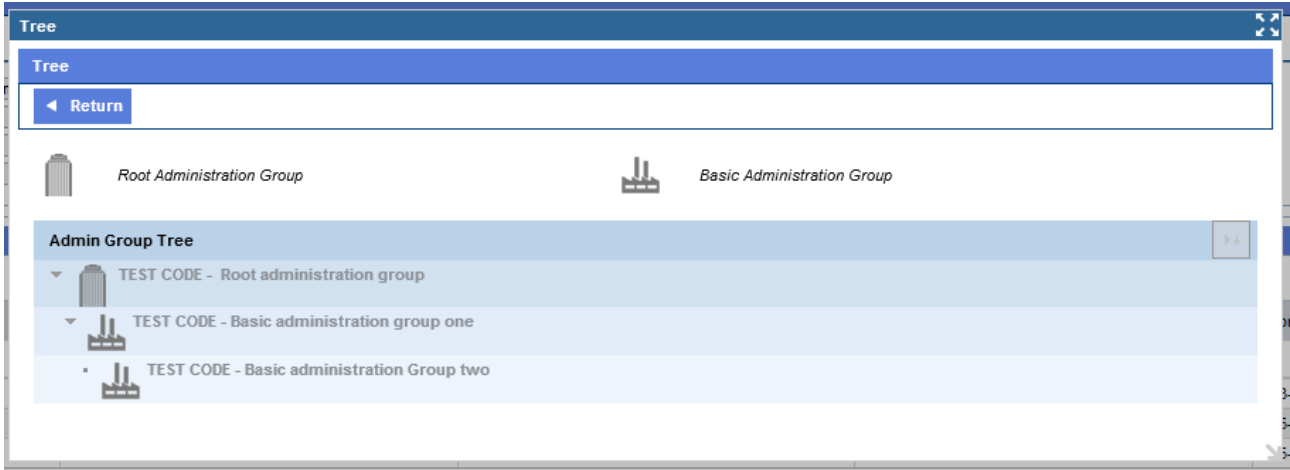 Tree
Tree
Return
Root Administration Group
Basic Administration Group
Admin Group Tree
TEST CODE - Root administration group
TEST CODE - Basic administration group one
TEST CODE - Basic administration Group two